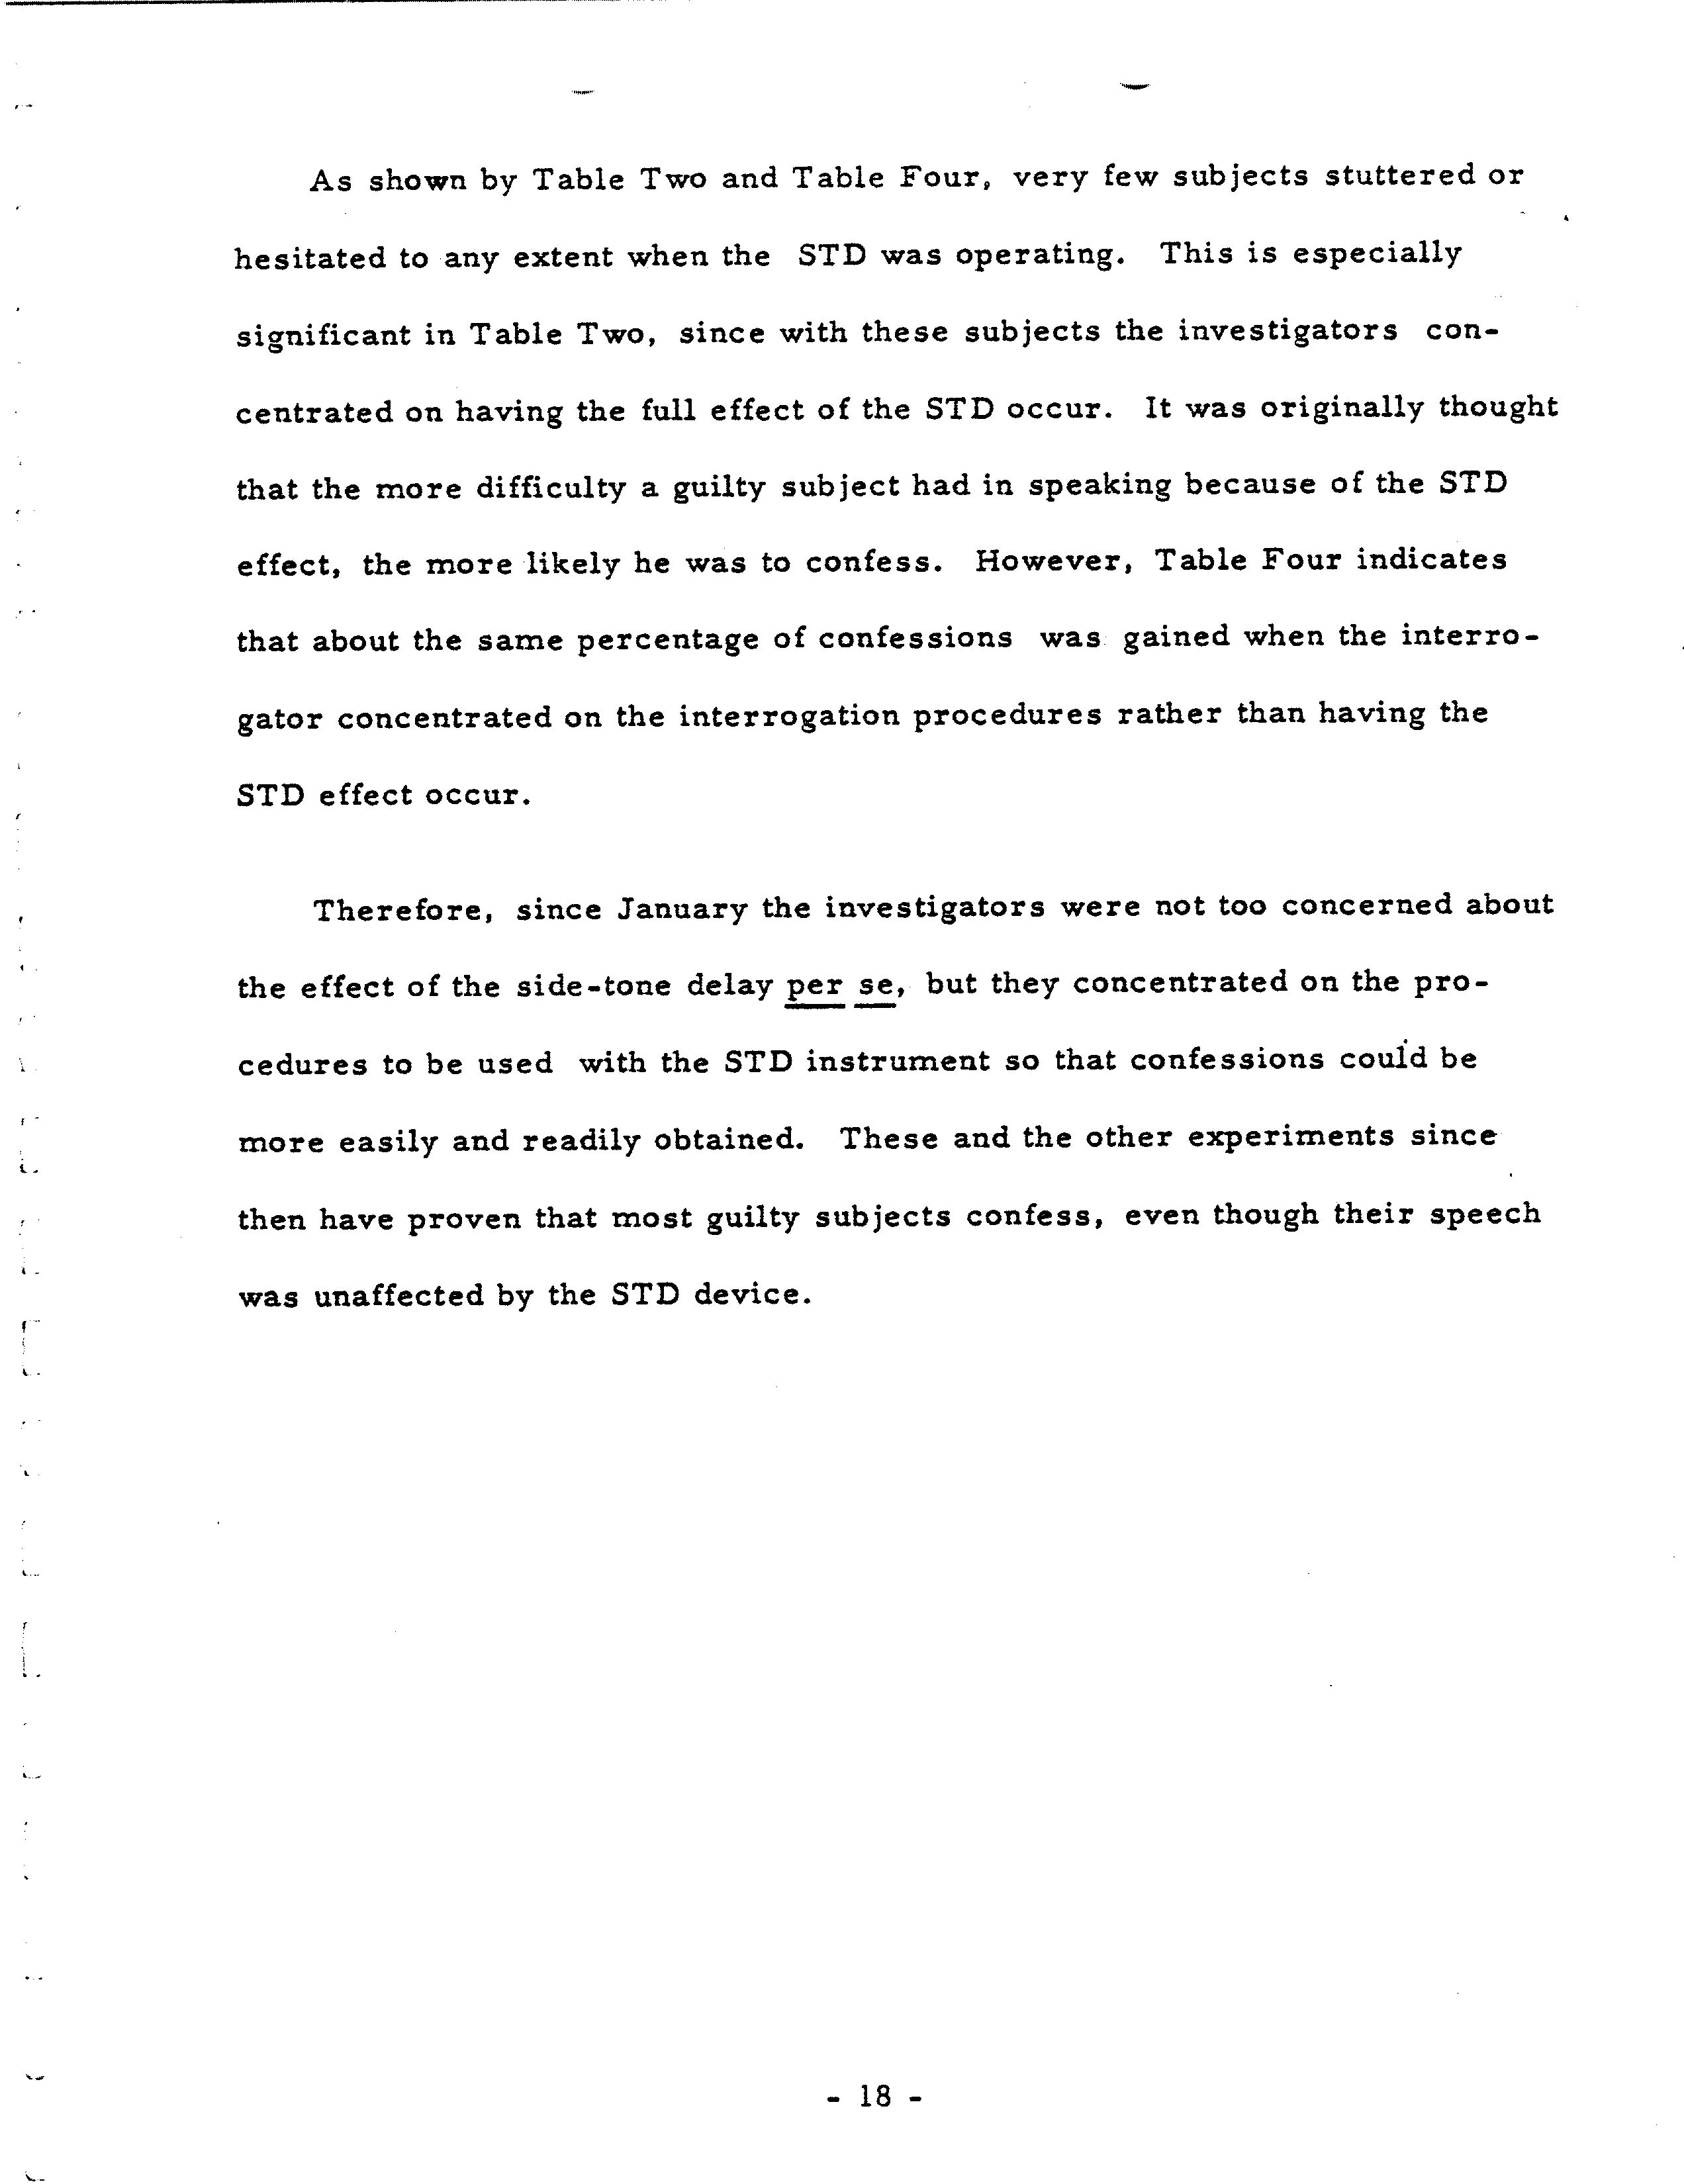 As shown by Table Two and Table Four, very few subjects stuttered or
hesitated to any extent when the STD was operating. This is especially
significant in Table Two, since with these subjects the investigators con-
centrated on having the full effect of the STD occur. It was originally thought
that the more difficulty a guilty subject had in speaking because of the STD
effect, the more likely he was to confess. However, Table Four indicates
that about the same percentage of confessions was gained when the interro-
gator concentrated on the interrogation procedures rather than having the
STD effect occur.
Therefore, since January the investigators were not too concerned about
the effect of the side-tone delay per se, but they concentrated on the pro-
cedures to be used with the STD instrument so that confessions could be
more easily and readily obtained. These and the other experiments since
then have proven that most guilty subjects confess, even though their speech
was unaffected by the STD device.
- 18 -